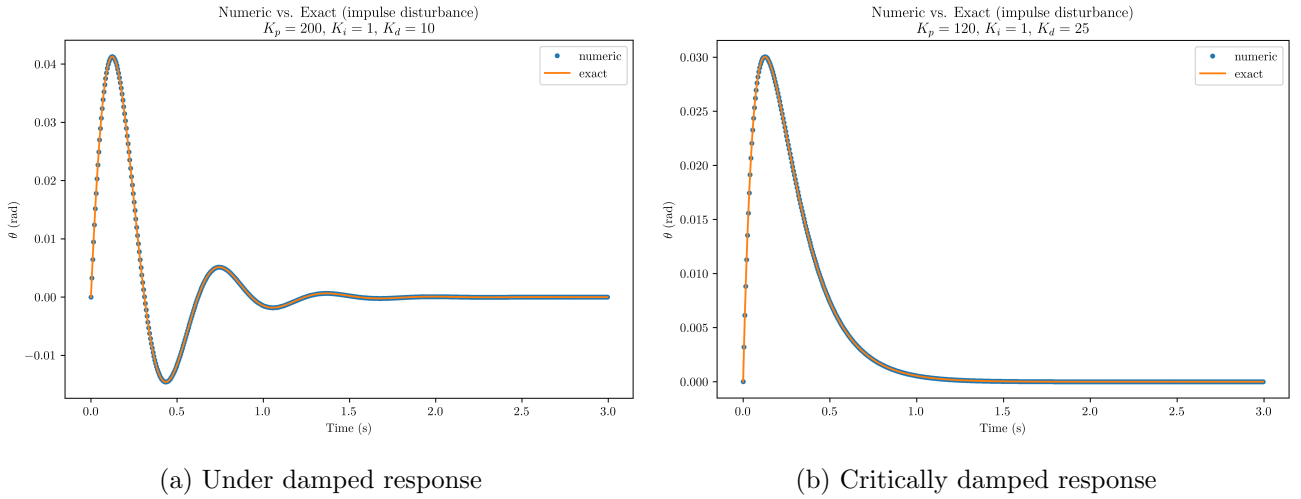 Numeric vs. Exact (impulse disturbance)
K_p = 200, K_i = 1, K_d = 10
numeric
exact
0.04
0.03
0.02
0.01
0.00
−0.01
θ (rad)
0.0 0.5 1.0 1.5 2.0 2.5 3.0
Time (s)
(a) Under damped response
Numeric vs. Exact (impulse disturbance)
K_p = 120, K_i = 1, K_d = 25
numeric
exact
0.030
0.025
0.020
0.015
0.010
0.005
0.000
θ (rad)
0.0 0.5 1.0 1.5 2.0 2.5 3.0
Time (s)
(b) Critically damped response